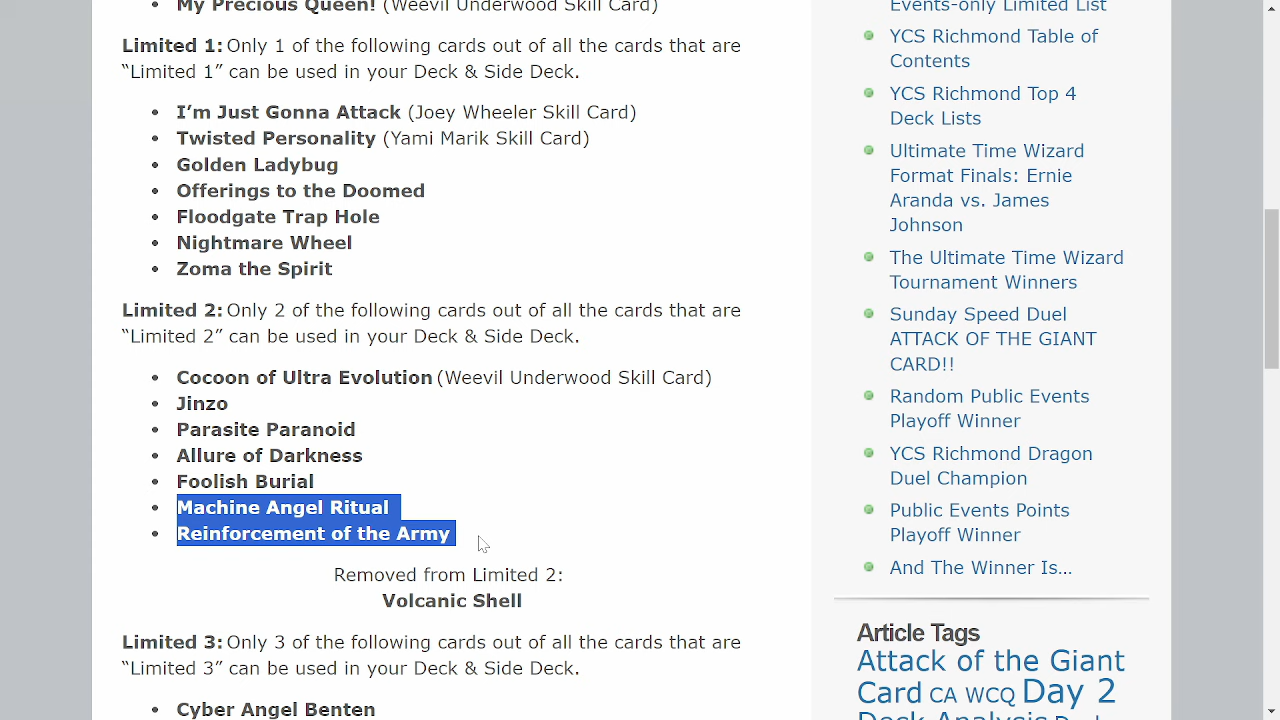 My Precious Queen! (Weevil Underwood Skill Card)
Limited 1: Only 1 of the following cards out of all the cards that are
“Limited 1” can be used in your Deck & Side Deck.
• I’m Just Gonna Attack (Joey Wheeler Skill Card)
• Twisted Personality (Yami Marik Skill Card)
• Golden Ladybug
• Offerings to the Doomed
• Floodgate Trap Hole
• Nightmare Wheel
• Zoma the Spirit
Limited 2: Only 2 of the following cards out of all the cards that are
“Limited 2” can be used in your Deck & Side Deck.
• Cocoon of Ultra Evolution (Weevil Underwood Skill Card)
• Jinzo
• Parasite Paranoid
• Allure of Darkness
• Foolish Burial
• Machine Angel Ritual
• Reinforcement of the Army
Removed from Limited 2:
Volcanic Shell
Limited 3: Only 3 of the following cards out of all the cards that are
“Limited 3” can be used in your Deck & Side Deck.
• Cyber Angel Benten
Events-only Limited List
YCS Richmond Table of
Contents
YCS Richmond Top 4
Deck Lists
Ultimate Time Wizard
Format Finals: Ernie
Aranda vs. James
Johnson
The Ultimate Time Wizard
Tournament Winners
Sunday Speed Duel
ATTACK OF THE GIANT
CARD!!
Random Public Events
Playoff Winner
YCS Richmond Dragon
Duel Champion
Public Events Points
Playoff Winner
And The Winner Is…
Article Tags
Attack of the Giant
Card CA WCQ Day 2
Deck Analysis